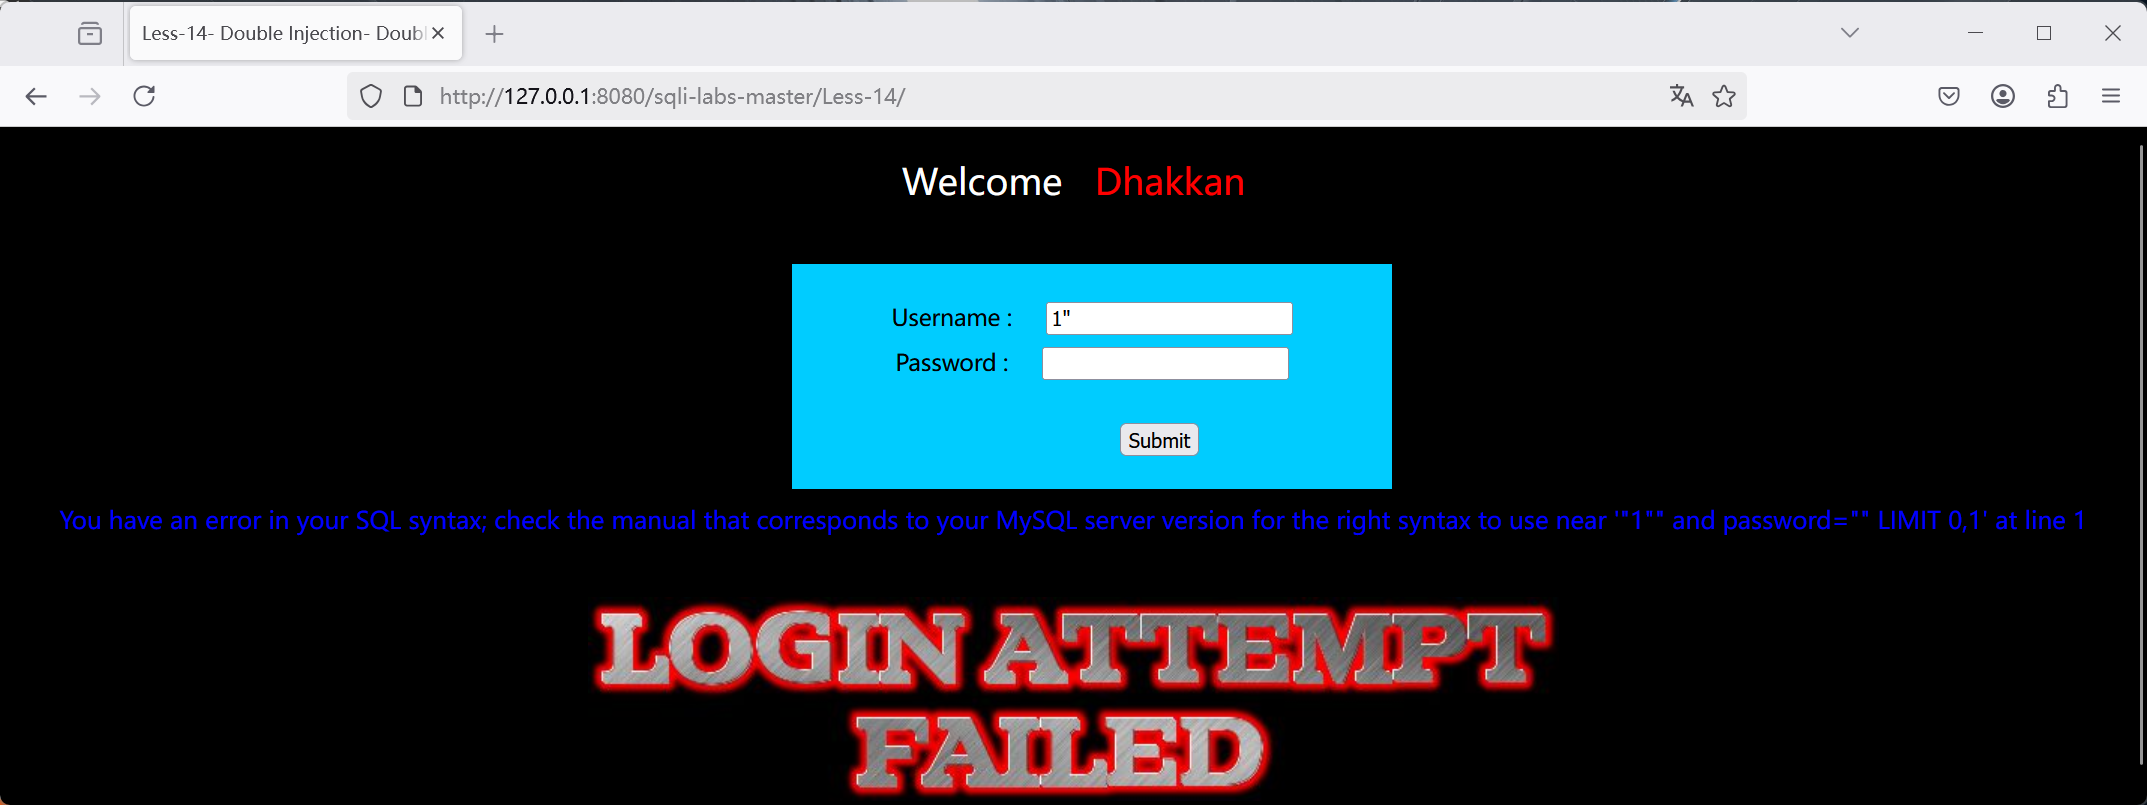 Less-14- Double Injection- Doubl
http://127.0.0.1:8080/sqli-labs-master/Less-14/
Welcome Dhakkan
Username : 1"
Password :
Submit
You have an error in your SQL syntax; check the manual that corresponds to your MySQL server version for the right syntax to use near '"1"" and password="" LIMIT 0,1' at line 1
LOGIN ATTEMPT
FAILED